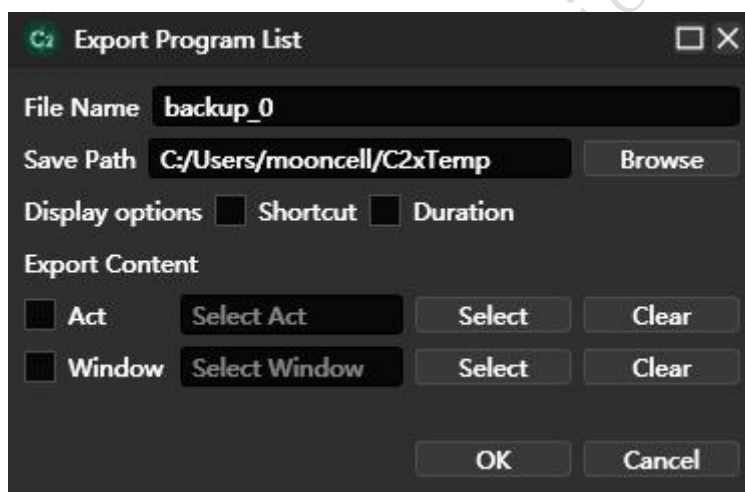 C2 Export Program List
File Name backup_0
Save Path C:/Users/mooncell/C2xTemp Browse
Display options Shortcut Duration
Export Content
Act Select Act Select Clear
Window Select Window Select Clear
OK Cancel